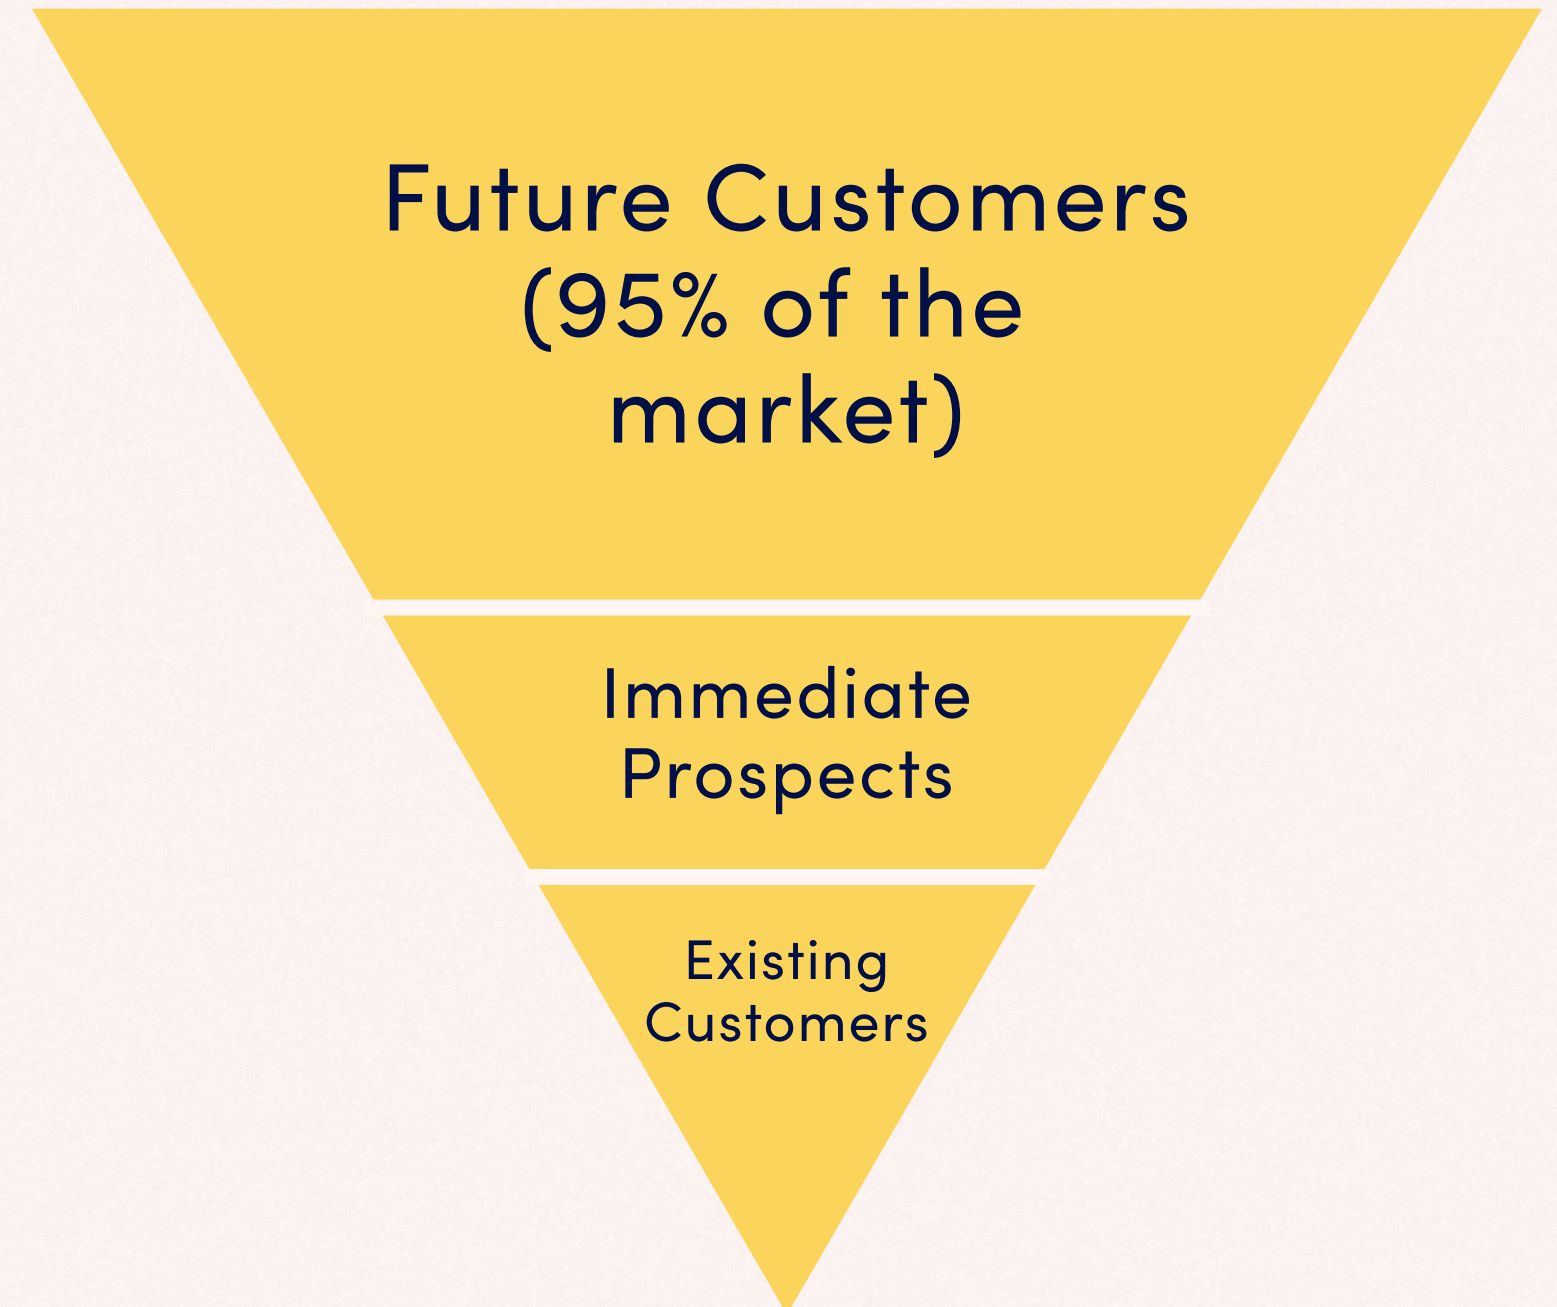 Future Customers
(95% of the
market)
Immediate
Prospects
Existing
Customers